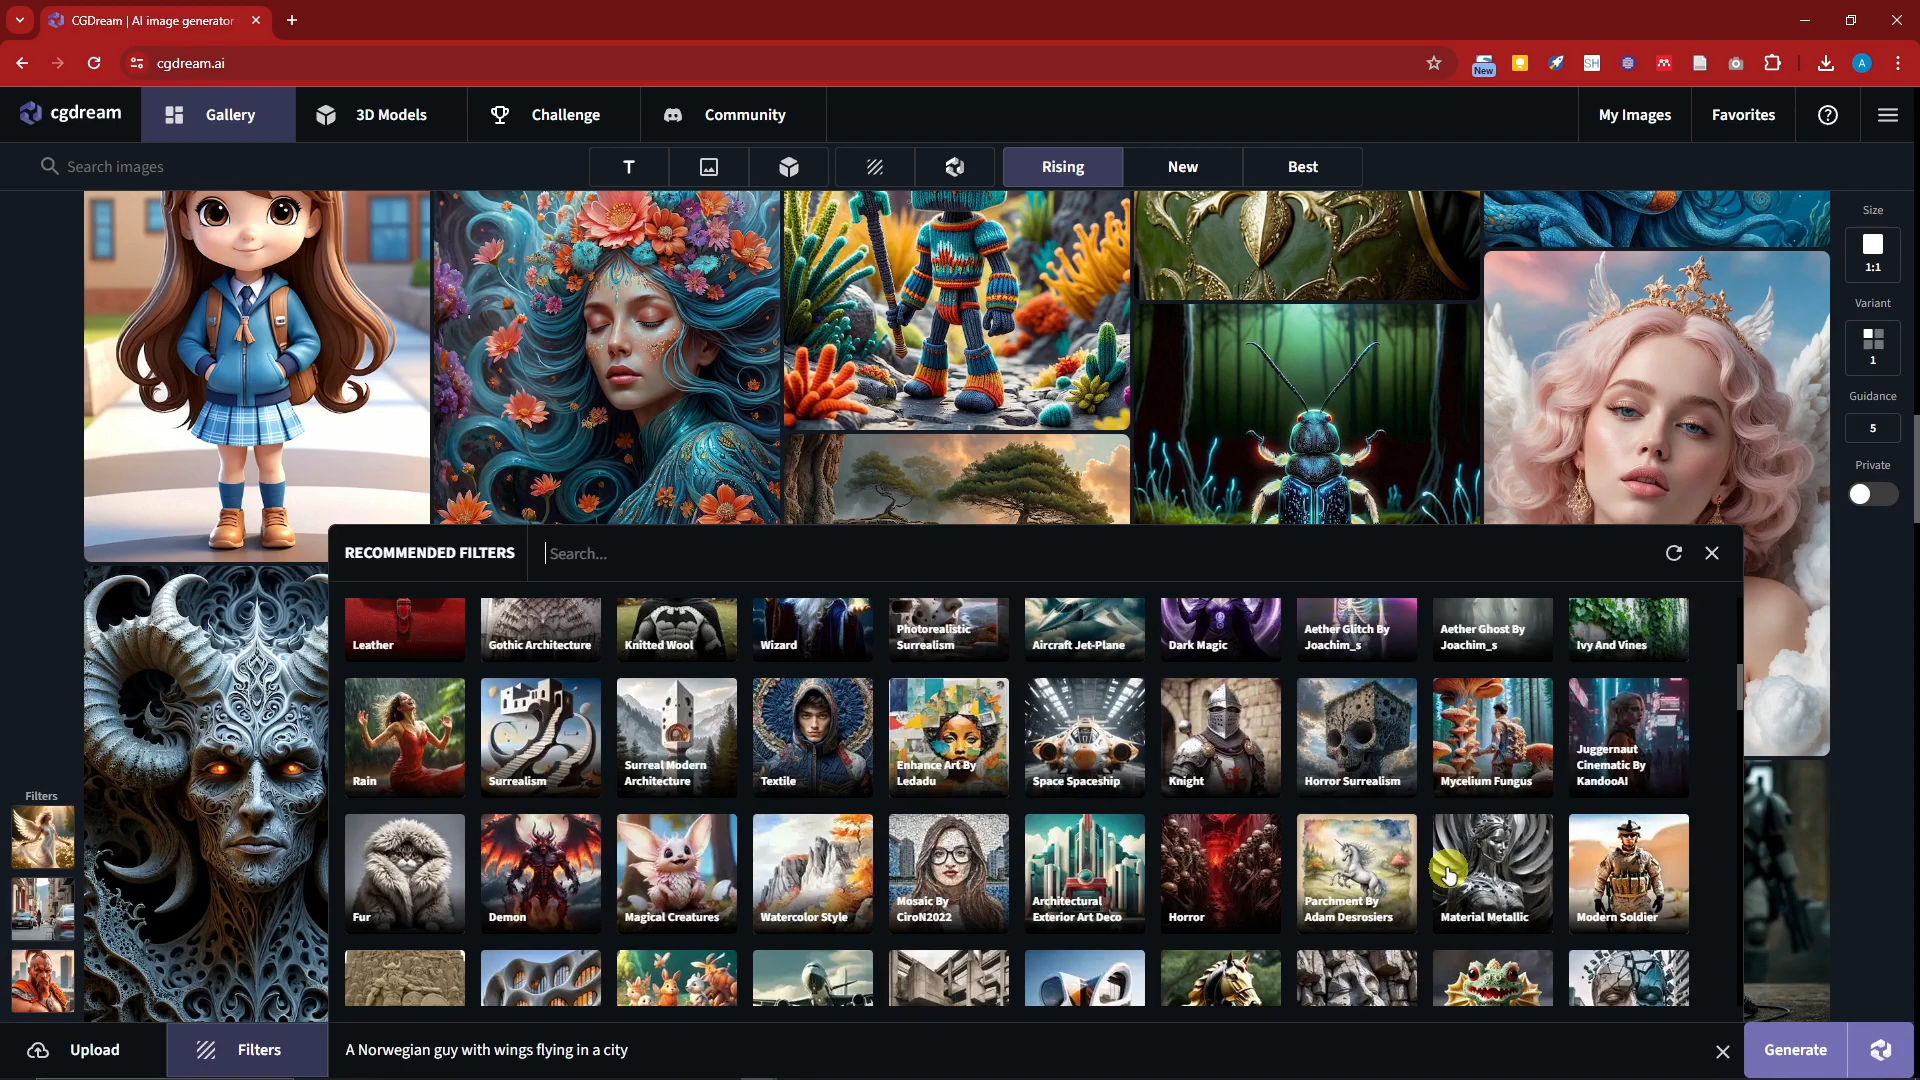 CGDream | AI image generator
cgdream.ai
New
SH
A
cgdream
Gallery
3D Models
Challenge
Community
My Images
Favorites
Search images
T
Rising
New
Best
Size
1:1
Variant
1
Guidance
5
Private
RECOMMENDED FILTERS
Search...
Leather
Gothic Architecture
Knitted Wool
Wizard
Photorealistic
Surrealism
Aircraft Jet-Plane
Dark Magic
Aether Glitch By
Joachim_s
Aether Ghost By
Joachim_s
Ivy And Vines
Rain
Surrealism
Surreal Modern
Architecture
Textile
Enhance Art By
Ledadu
Space Spaceship
Knight
Horror Surrealism
Mycelium Fungus
Juggernaut
Cinematic By
KandooAI
Fur
Demon
Magical Creatures
Watercolor Style
Mosaic By
CiroN2022
Architectural
Exterior Art Deco
Horror
Parchment By
Adam Desrosiers
Material Metallic
Modern Soldier
Filters
Upload
Filters
A Norwegian guy with wings flying in a city
Generate